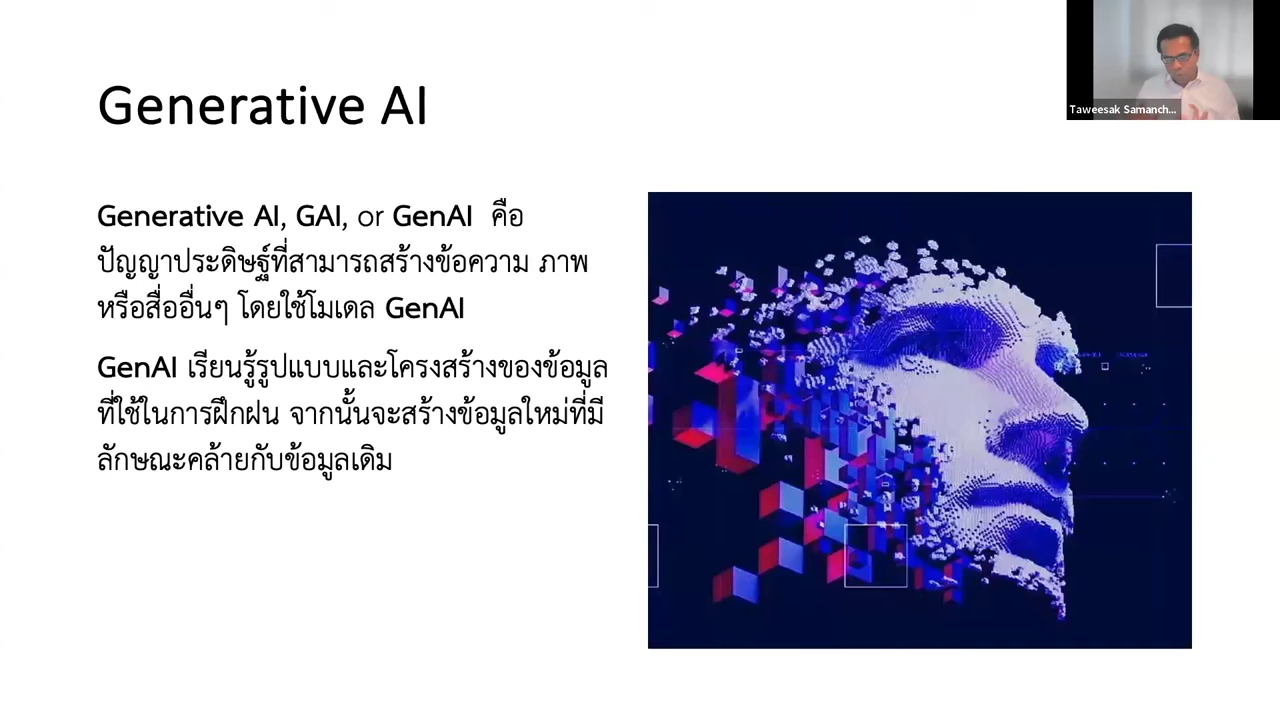 Taweesak Samanch...
Generative AI
Generative AI, GAI, or GenAI คือ
ปัญญาประดิษฐ์ที่สามารถสร้างข้อความ ภาพ
หรือสื่ออื่นๆ โดยใช้โมเดล GenAI
GenAI เรียนรู้รูปแบบและโครงสร้างของข้อมูล
ที่ใช้ในการฝึกฝน จากนั้นจะสร้างข้อมูลใหม่ที่มี
ลักษณะคล้ายกับข้อมูลเดิม